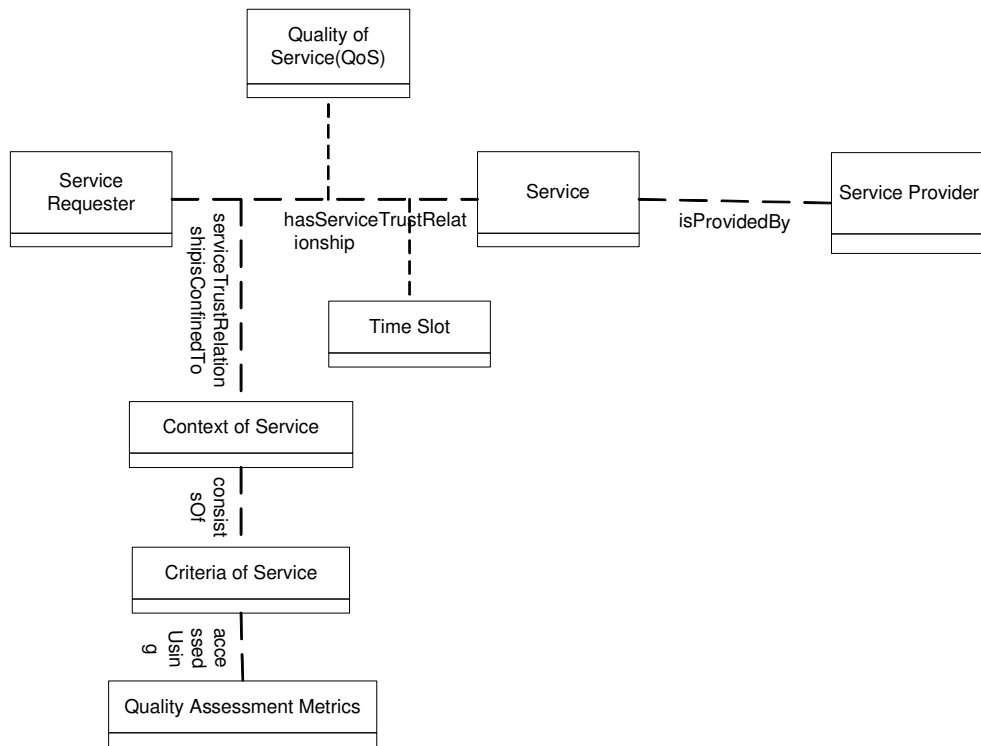 Quality of
Service(QoS)
Service
Requester
Service
Service Provider
hasServiceTrustRelat
ionship
isProvidedBy
serviceTrustRelation
shipisConfinedTo
Time Slot
Context of Service
consist
sOf
Criteria of Service
acce
ssed
Usin
g
Quality Assessment Metrics